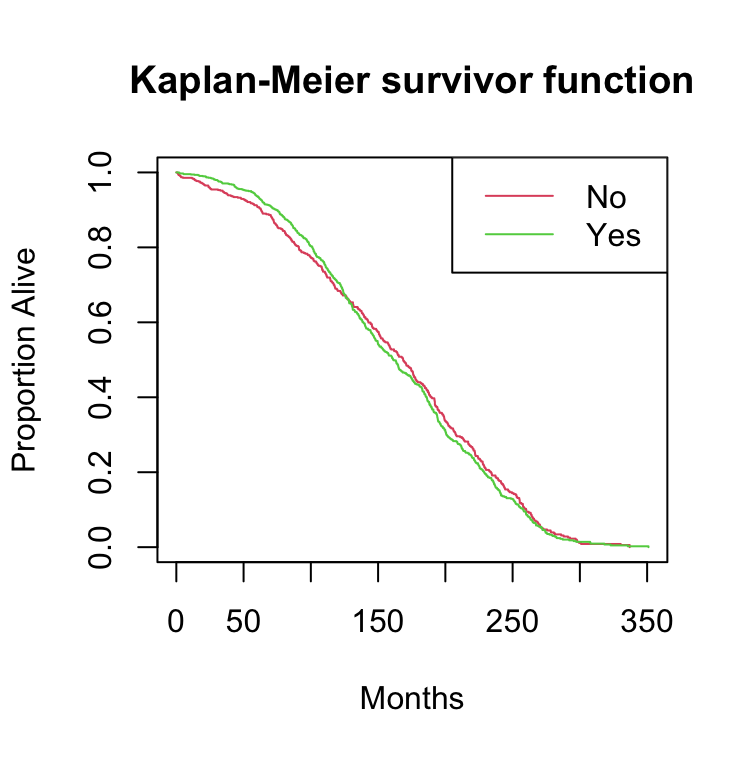 Kaplan-Meier survivor function
No
Yes
Proportion Alive
1.0
0.8
0.6
0.4
0.2
0.0
0 50 150 250 350
Months